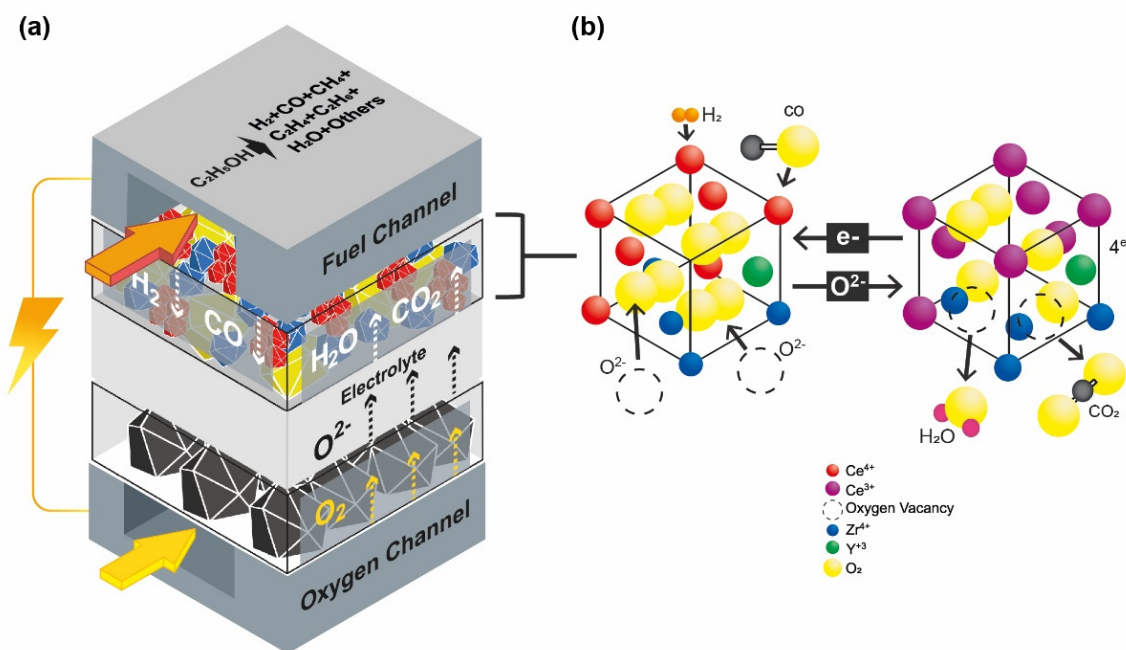 (a)
C₂H₅OH
H₂+CO+CH₄+
C₂H₄+C₂H₆+
H₂O+Others
Fuel Channel
H₂
CO
H₂O
CO₂
Electrolyte
O²⁻
O₂
Oxygen Channel
(b)
H₂
CO
e-
O²⁻
4e
O²⁻
O²⁻
H₂O
CO₂
Ce⁴⁺
Ce³⁺
Oxygen Vacancy
Zr⁴⁺
Y⁺³
O₂